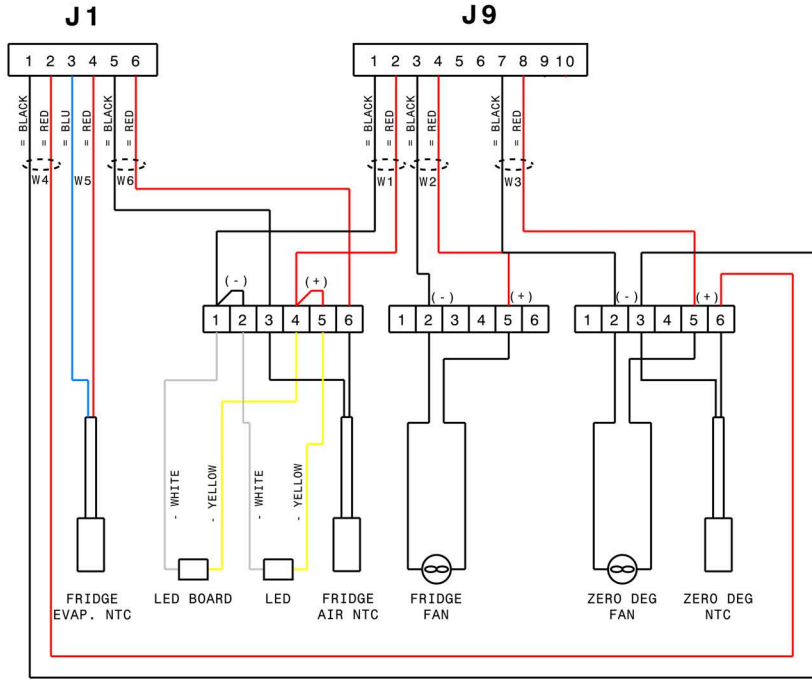 J1 J9
1 2 3 4 5 6 1 2 3 4 5 6 7 8 9 10
= BLACK = RED = BLU = RED = BLACK = RED = BLACK = RED = BLACK = RED = BLACK = RED
W4 W5 W6 W1 W2 W3
(-) (+) (-) (+) (-) (+)
1 2 3 4 5 6 1 2 3 4 5 6 1 2 3 4 5 6
- WHITE - YELLOW - WHITE - YELLOW
FRIDGE LED BOARD LED FRIDGE FRIDGE ZERO DEG ZERO DEG
EVAP. NTC AIR NTC FAN FAN NTC